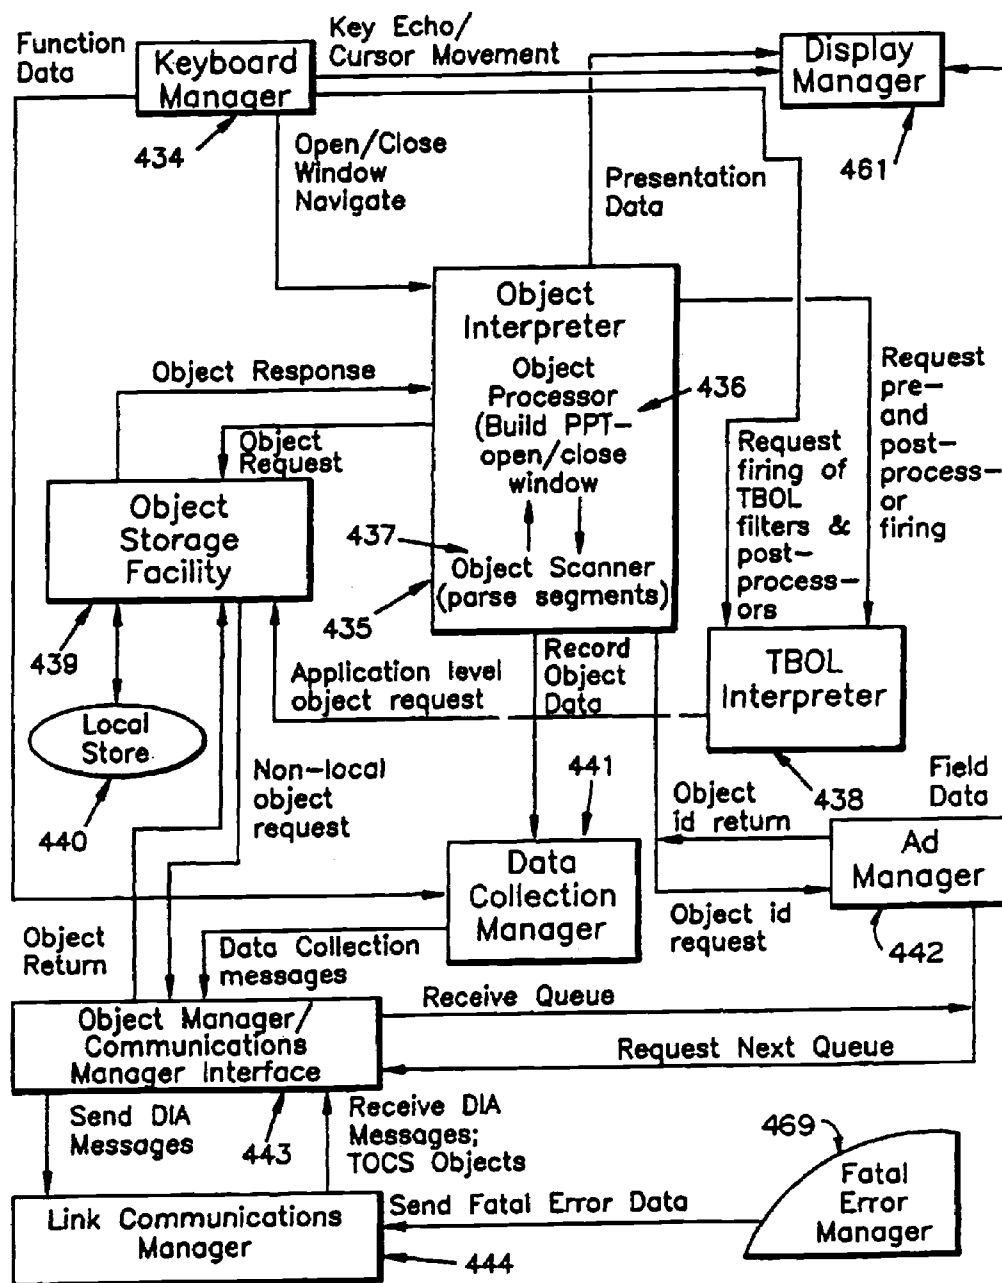 Function
Data
Keyboard
Manager
434
Key Echo/
Cursor Movement
Display
Manager
461
Open/Close
Window
Navigate
Presentation
Data
Object
Interpreter
Object
Processor
(Build PPT-
open/close
window
436
437
Object Scanner
(parse segments)
435
Object Response
Object
Request
Object
Storage
Facility
439
Local
Store
440
Request
firing of
TBOL
filters &
post-
process-
ors
Request
pre-
and
post-
process-
or
firing
TBOL
Interpreter
438
Application level
object request
Record
Object
Data
Non-local
object
request
441
Data
Collection
Manager
Object
id return
Field
Data
Ad
Manager
442
Object id
request
Object
Return
Data Collection
messages
Receive Queue
Request Next Queue
Object Manager/
Communications
Manager Interface
443
Send DIA
Messages
Receive DIA
Messages;
TOCS Objects
469
Fatal
Error
Manager
Send Fatal Error Data
Link Communications
Manager
444